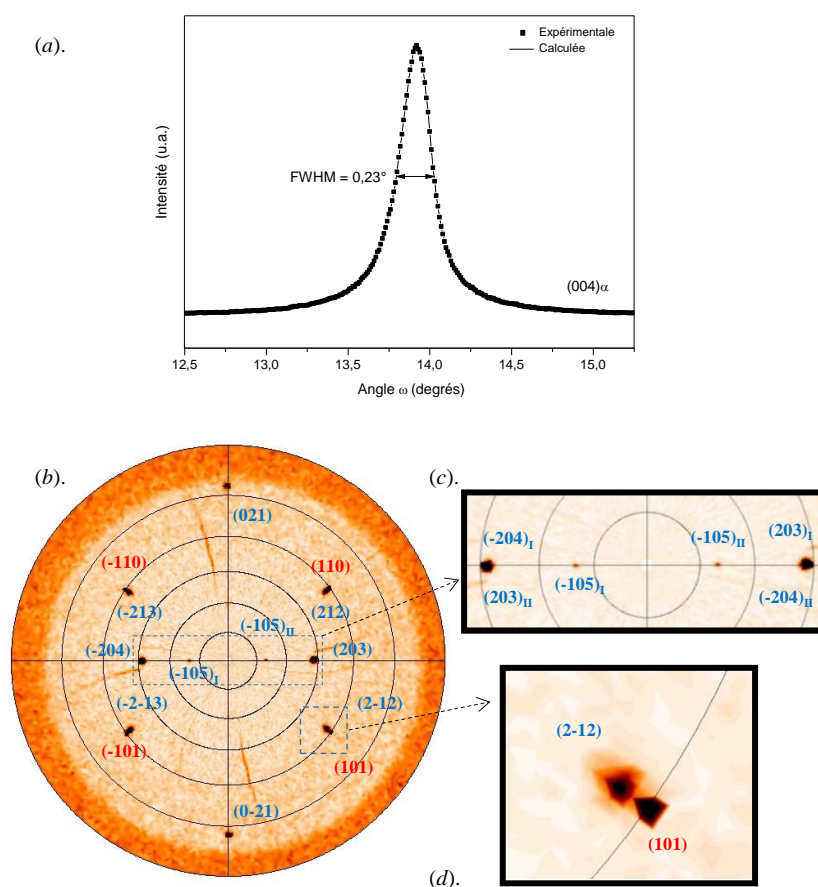 (a).
Expérimentale
Calculée
Intensité (u.a.)
FWHM = 0,23°
(004)α
12,5 13,0 13,5 14,0 14,5 15,0
Angle ω (degrés)
(b).
(021)
(-110)
(110)
(-213)
(212)
(-105)II
(-204)
(203)
(-105)I
(-2-13)
(2-12)
(-101)
(101)
(0-21)
(c).
(-204)I
(203)I
(-105)II
(-105)I
(203)II
(-204)II
(2-12)
(101)
(d).